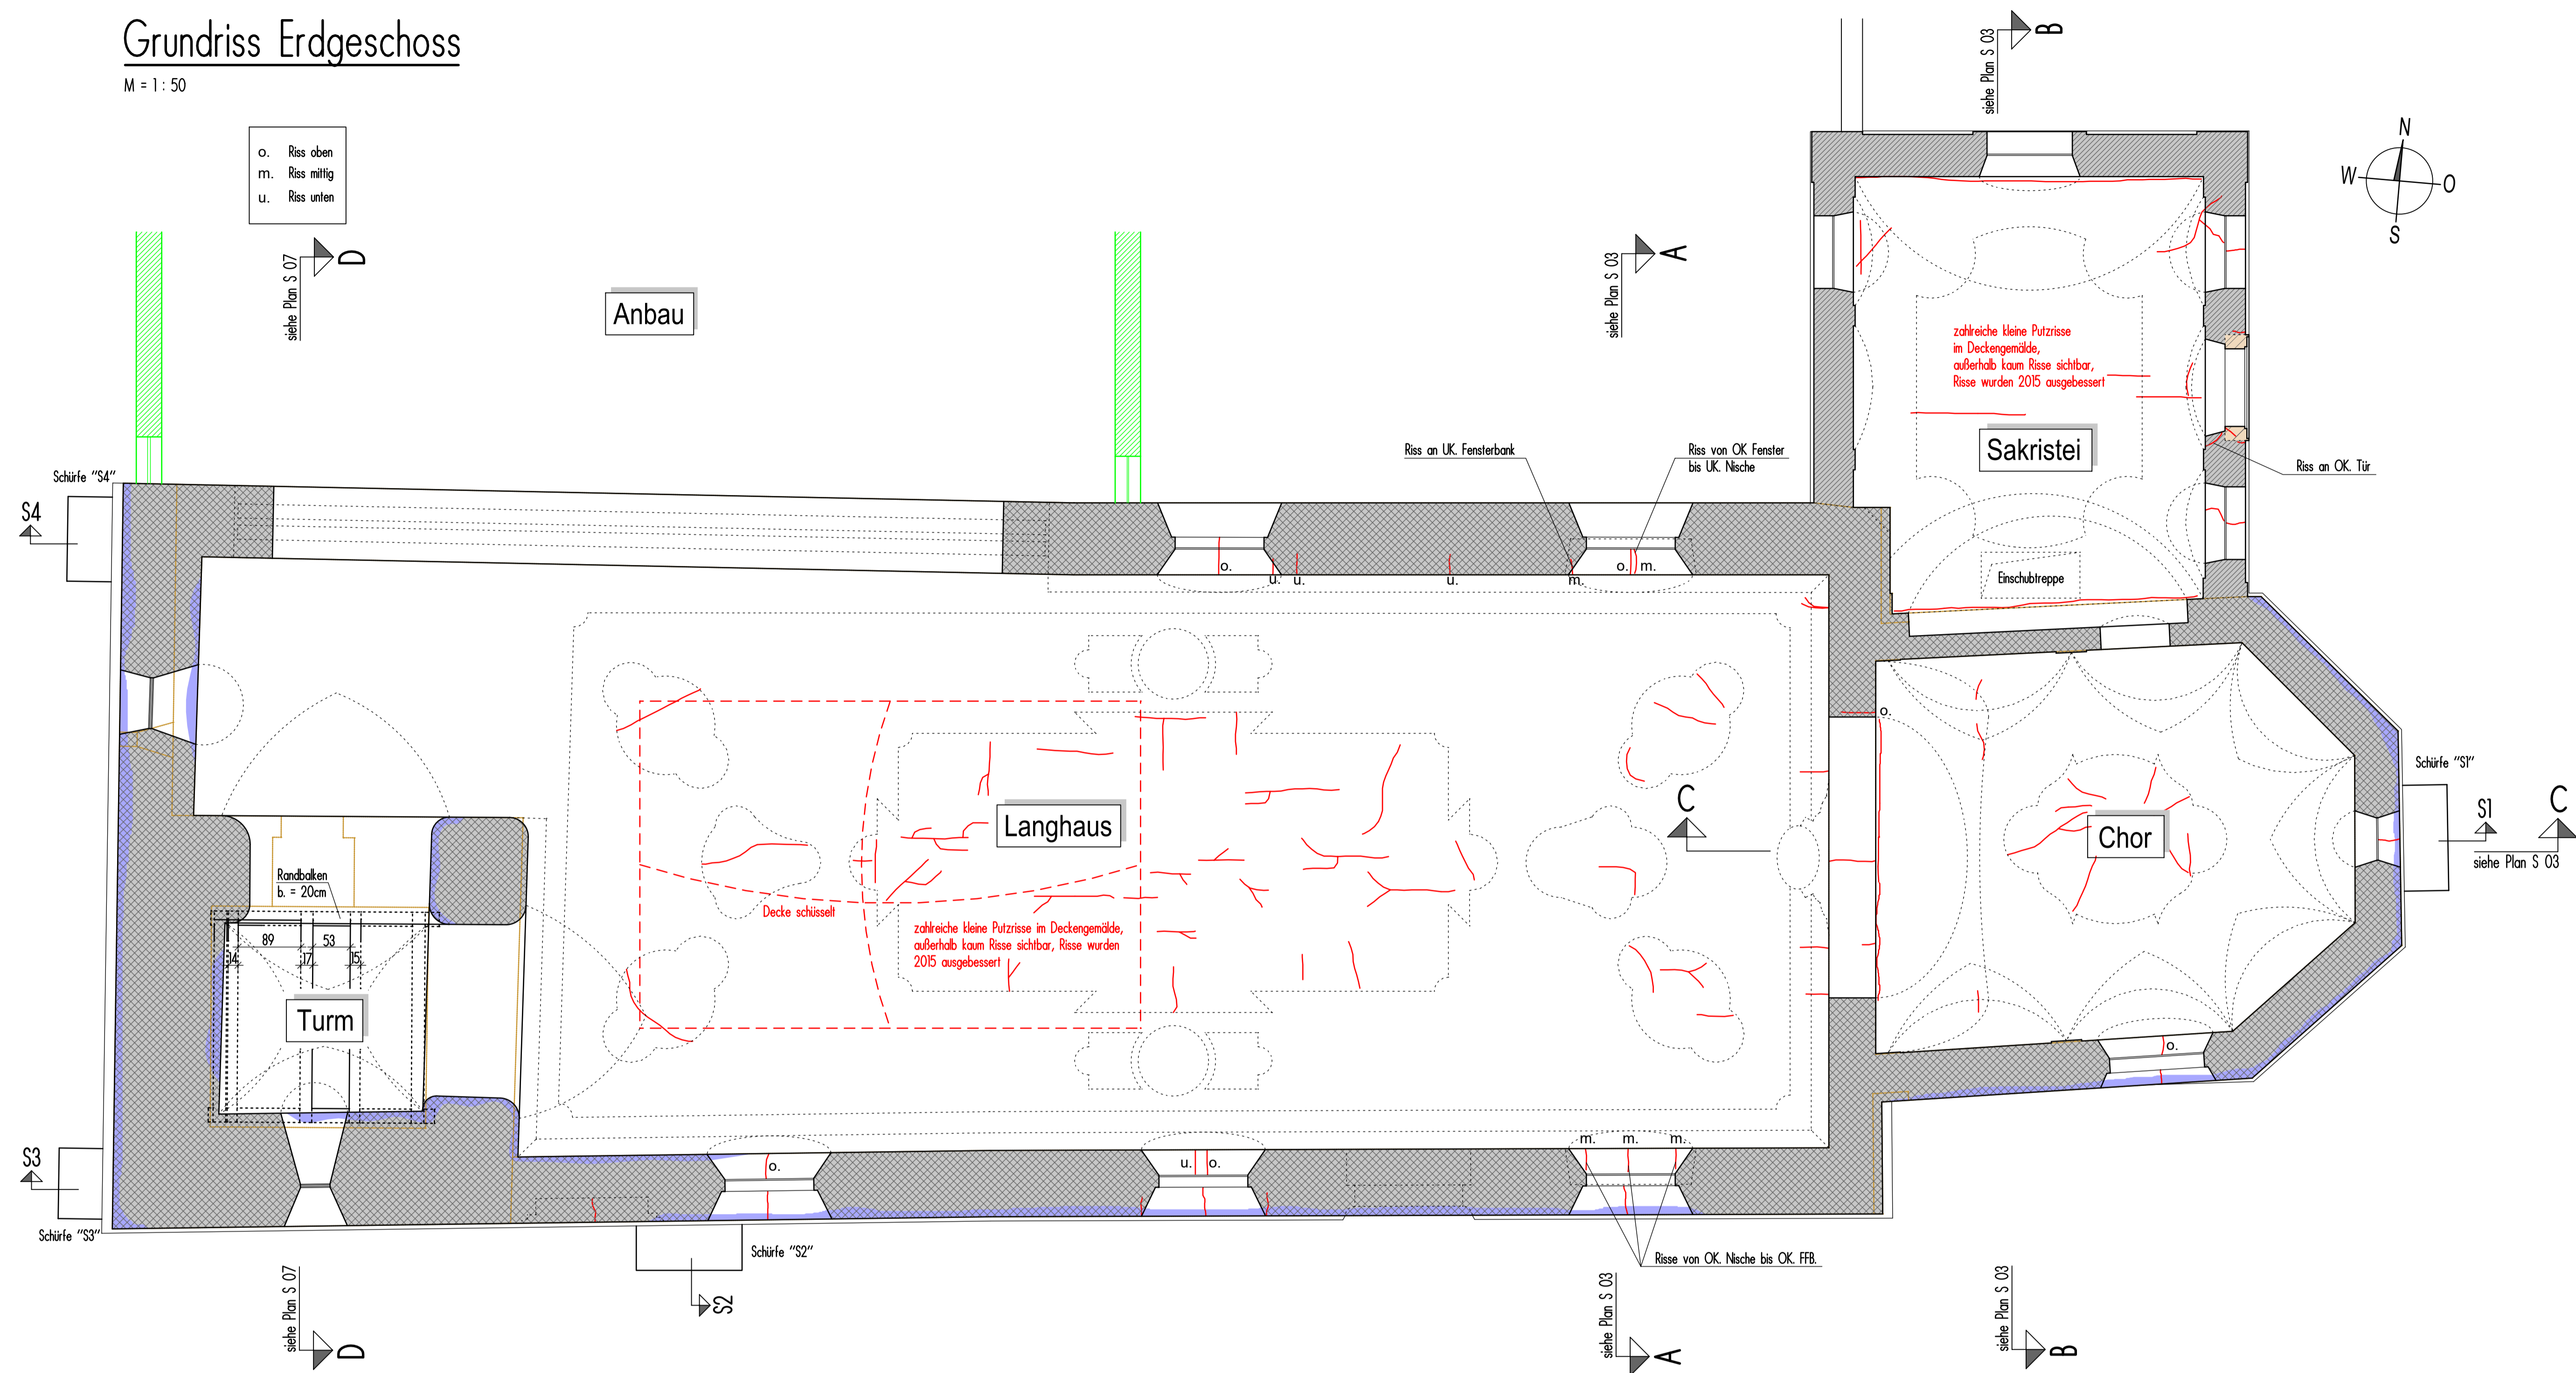 Grundriss Erdgeschoss
M = 1 : 50
o. Riss oben
m. Riss mittig
u. Riss unten
siehe Plan S 07
D
Anbau
siehe Plan S 03
A
siehe Plan S 03
B
N
W
O
S
zahlreiche kleine Putzrisse
im Deckengemälde,
außerhalb kaum Risse sichtbar,
Risse wurden 2015 ausgebessert
Sakristei
Riss an OK. Tür
Einschubtreppe
Riss an UK. Fensterbank
Riss von OK Fenster
bis UK. Nische
Schürfe "S4"
S4
o.
u.
u.
u.
m.
o.
m.
o.
Langhaus
Decke schüsselt
zahlreiche kleine Putzrisse im Deckengemälde,
außerhalb kaum Risse sichtbar, Risse wurden
2015 ausgebessert
C
Chor
Schürfe "S1"
S1
C
siehe Plan S 03
Randbalken
b. = 20cm
89
53
14
17
15
Turm
o.
S3
Schürfe "S3"
o.
u.
o.
m.
m.
m.
Schürfe "S2"
S2
Risse von OK. Nische bis OK. FFB.
siehe Plan S 07
D
siehe Plan S 03
A
siehe Plan S 03
B